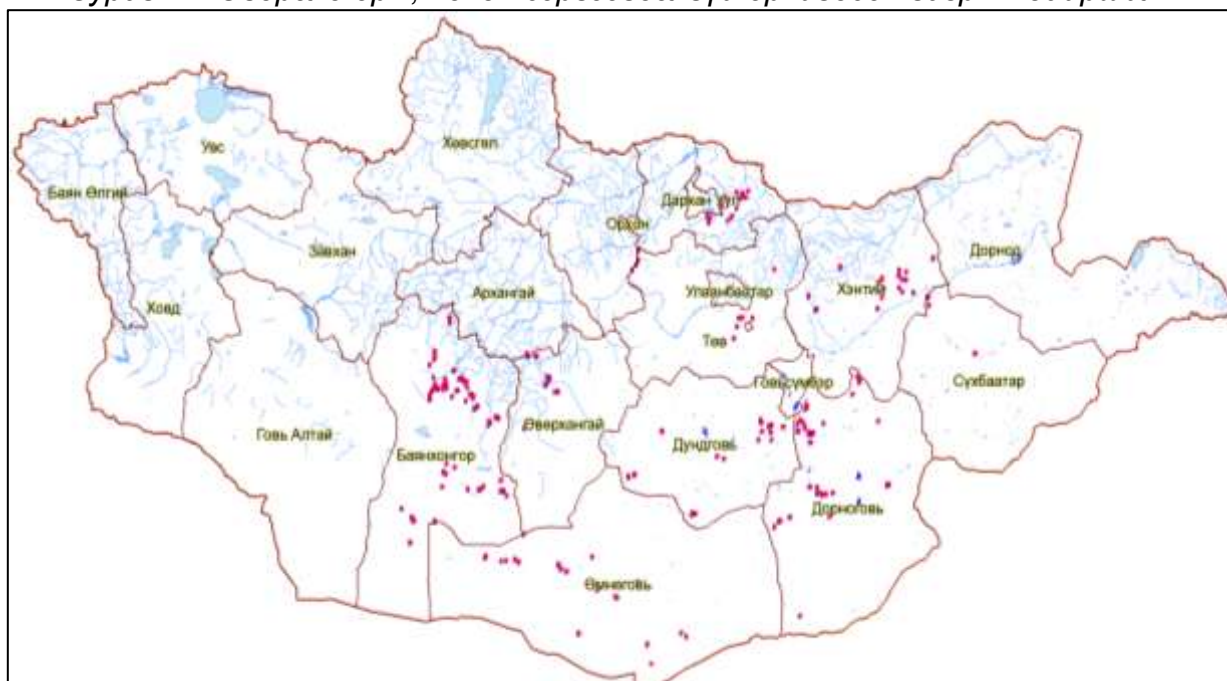 Увс
Хөвсгөл
Баян Өлгий
Дархан уул
Орхон
Завхан
Дорнод
Архангай
Улаанбаатар
Хэнтий
Ховд
Төв
Говьсүмбэр
Сүхбаатар
Говь Алтай
Өверхангай
Дундговь
Баянхонгор
Дорноговь
Өмнөговь